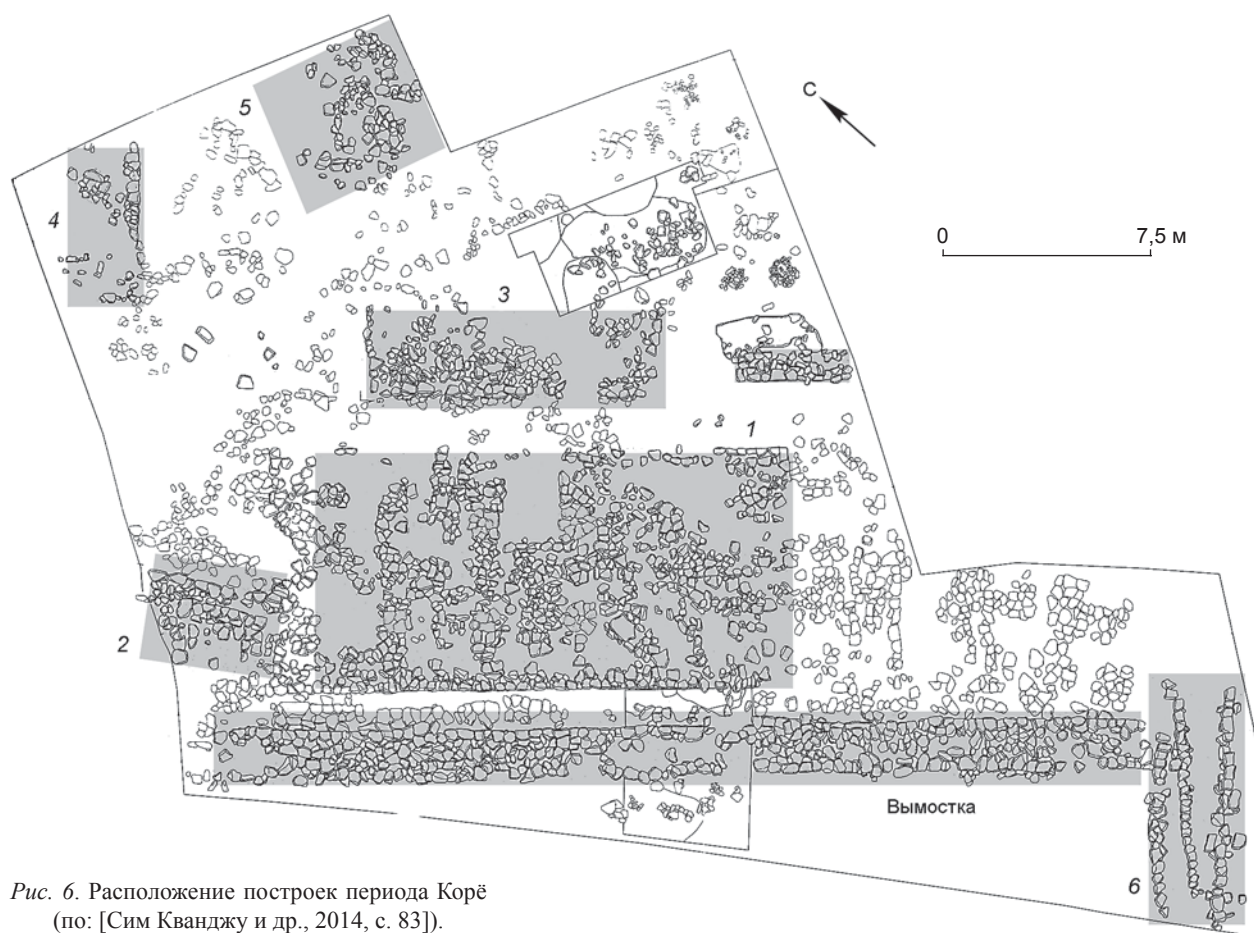 5
С
4
0 7,5 м
3
1
2
Вымостка
6
Рис. 6. Расположение построек периода Корё
(по: [Сим Кванджу и др., 2014, с. 83]).